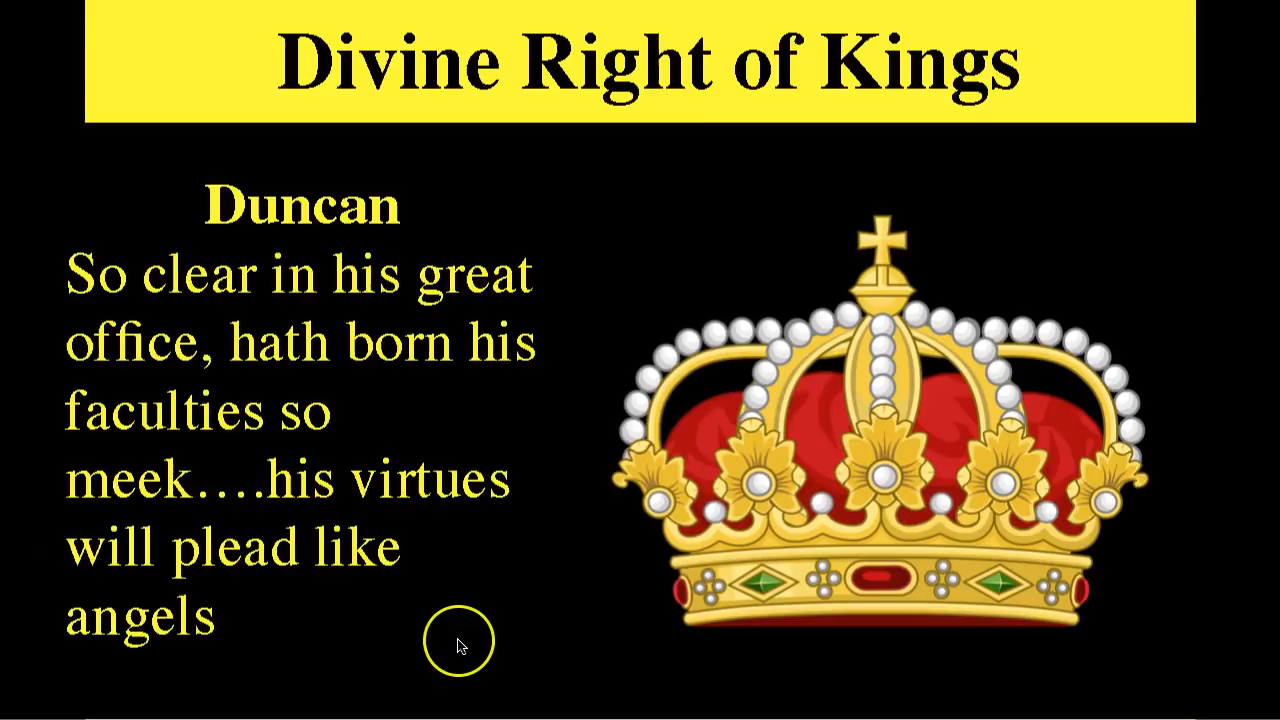 Divine Right of Kings
Duncan
So clear in his great
office, hath born his
faculties so
meek….his virtues
will plead like
angels